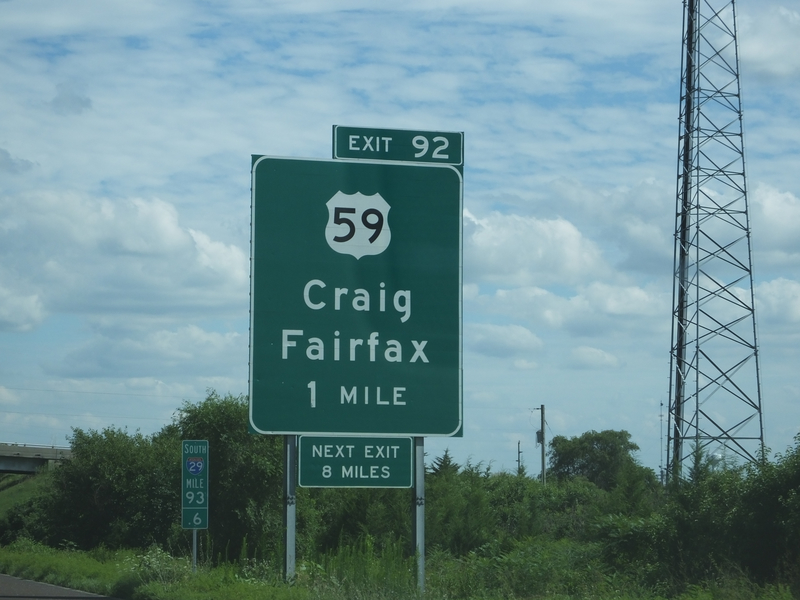 EXIT 92
59
Craig
Fairfax
1 MILE
NEXT EXIT
8 MILES
SOUTH
29
MILE
93
.6